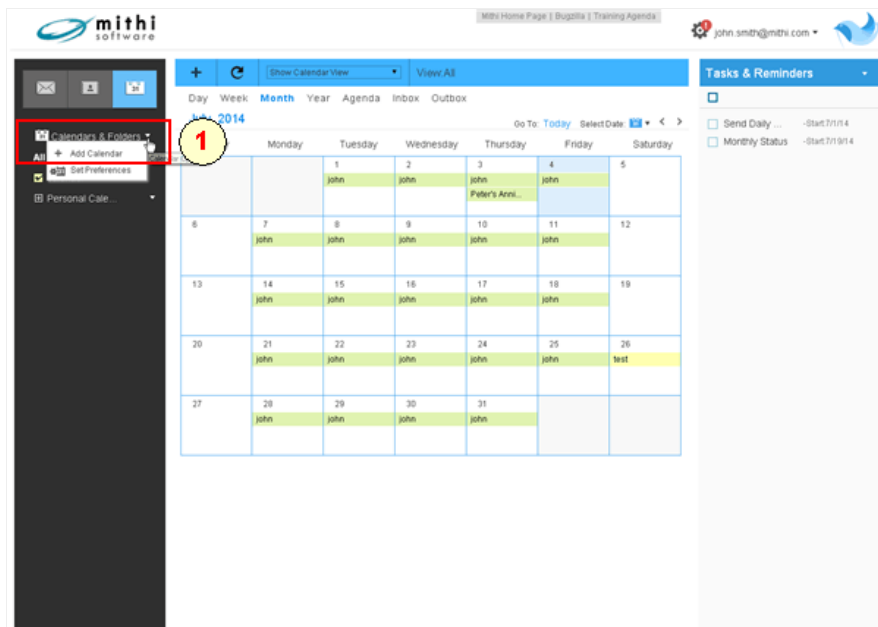 mithi
software
Mithi Home Page | Bugzilla | Training Agenda
john.smith@mithi.com
31
Calendars & Folders
All
+ Add Calendar
Set Preferences
Personal Cale...
1
+ Show Calendar View View All
Day Week Month Year Agenda Inbox Outbox
2014
Go To: Today Select Date:
Monday Tuesday Wednesday Thursday Friday Saturday
1 2 3 4 5
john john john john
Peter's Anni...
6 7 8 9 10 11 12
john john john john john
13 14 15 16 17 18 19
john john john john john
20 21 22 23 24 25 26
john john john john john test
27 28 29 30 31
john john john john
Tasks & Reminders
Send Daily ... -Start:7/1/14
Monthly Status -Start:7/19/14